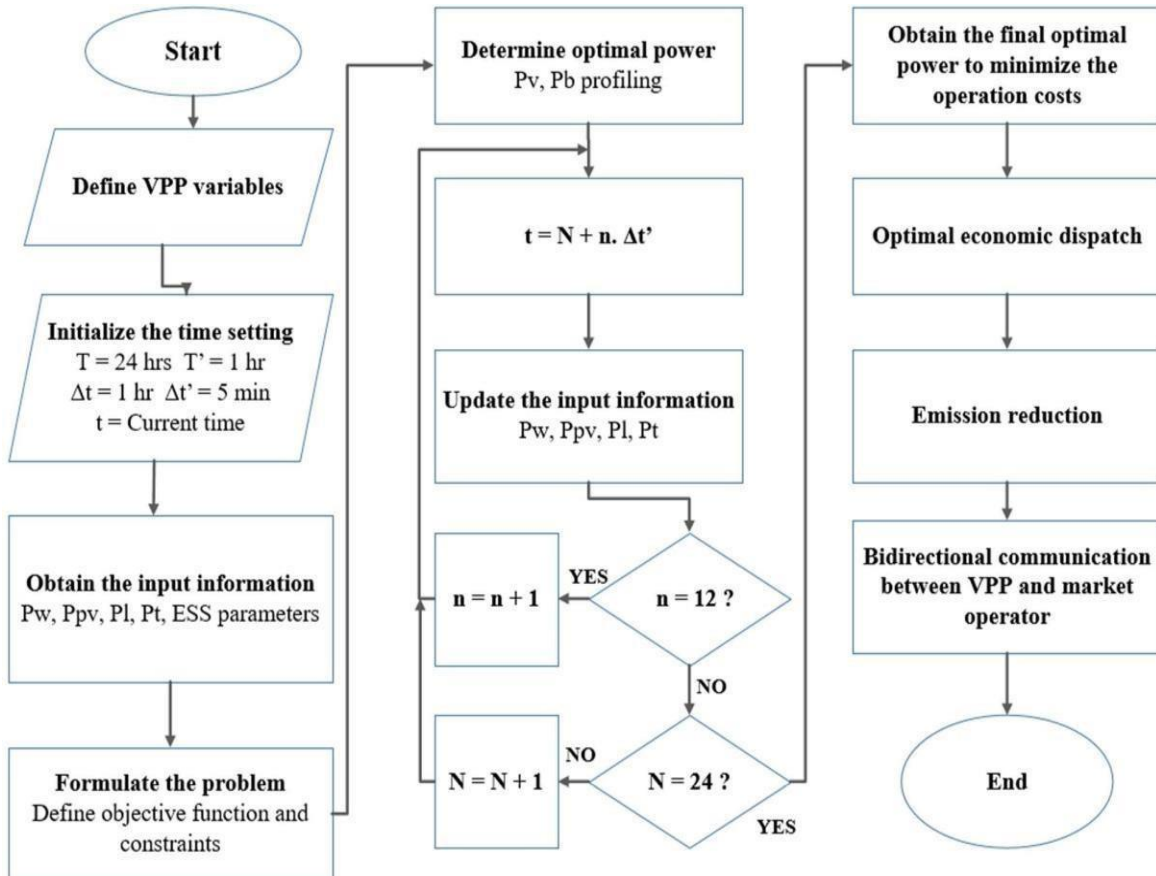 Start
Define VPP variables
Initialize the time setting
T = 24 hrs T’ = 1 hr
Δt = 1 hr Δt’ = 5 min
t = Current time
Obtain the input information
Pw, Ppv, Pl, Pt, ESS parameters
Formulate the problem
Define objective function and
constraints
Determine optimal power
Pv, Pb profiling
t = N + n. Δt’
Update the input information
Pw, Ppv, Pl, Pt
n = 12 ?
YES
n = n + 1
NO
N = 24 ?
NO
N = N + 1
YES
Obtain the final optimal
power to minimize the
operation costs
Optimal economic dispatch
Emission reduction
Bidirectional communication
between VPP and market
operator
End